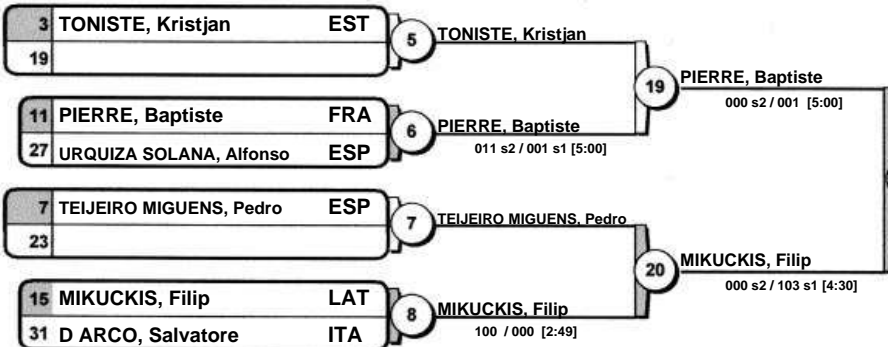 3 TONISTE, Kristjan EST
19
5
TONISTE, Kristjan
11 PIERRE, Baptiste FRA
27 URQUIZA SOLANA, Alfonso ESP
6
PIERRE, Baptiste
011 s2 / 001 s1 [5:00]
19
PIERRE, Baptiste
000 s2 / 001 [5:00]
7 TEIJEIRO MIGUENS, Pedro ESP
23
7
TEIJEIRO MIGUENS, Pedro
15 MIKUCKIS, Filip LAT
31 D ARCO, Salvatore ITA
8
MIKUCKIS, Filip
100 / 000 [2:49]
20
MIKUCKIS, Filip
000 s2 / 103 s1 [4:30]